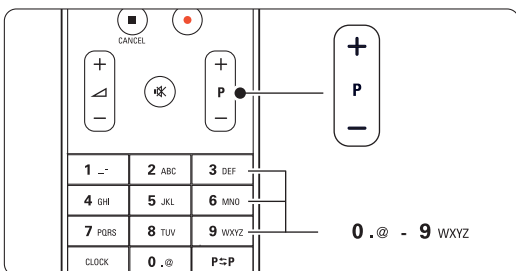 CANCEL
+ +
P
- -
+
P
-
1 _- 2 ABC 3 DEF
4 GHI 5 JKL 6 MNO
7 PQRS 8 TUV 9 WXYZ
CLOCK 0 .@ P⇆P
0 .@ - 9 WXYZ